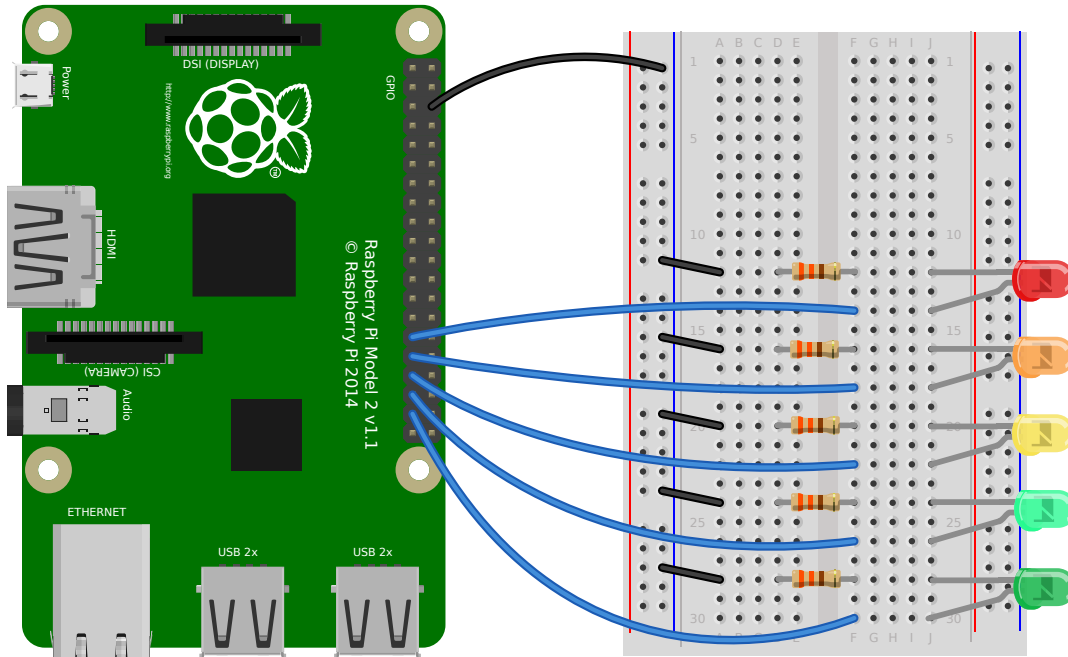 DSI (DISPLAY)
GPIO
Power
http://www.raspberrypi.org
HDMI
Raspberry Pi Model 2 v1.1
© Raspberry Pi 2014
CSI (CAMERA)
Audio
ETHERNET
USB 2x
USB 2x
A B C D E F G H I J
1 1
5 5
10 10
15 15
20 20
25 25
30 30
A B C D E F G H I J